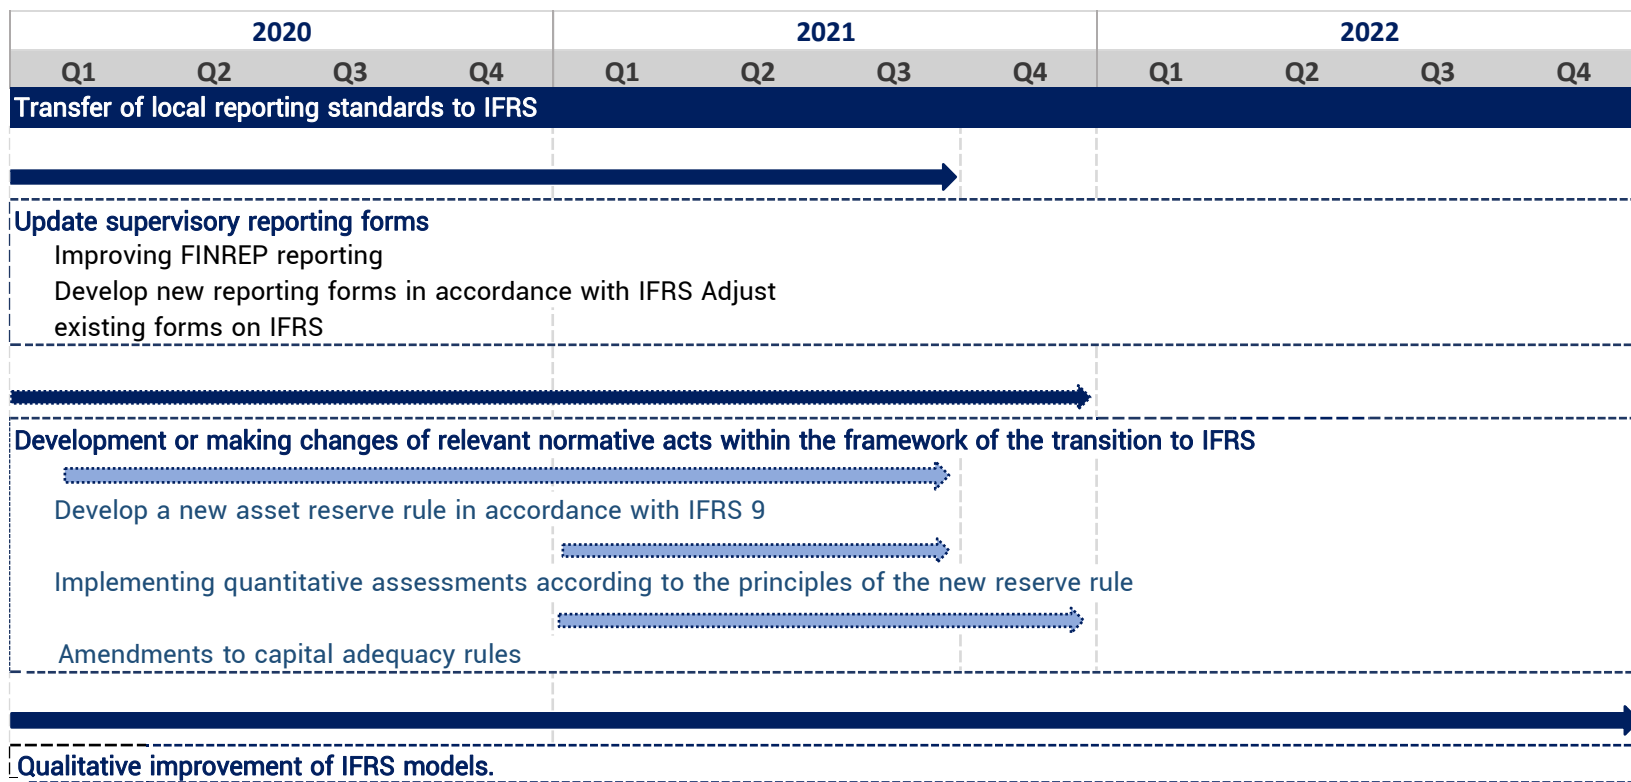 2020 2021 2022
Q1 Q2 Q3 Q4 Q1 Q2 Q3 Q4 Q1 Q2 Q3 Q4
Transfer of local reporting standards to IFRS
Update supervisory reporting forms
Improving FINREP reporting
Develop new reporting forms in accordance with IFRS Adjust
existing forms on IFRS
Development or making changes of relevant normative acts within the framework of the transition to IFRS
Develop a new asset reserve rule in accordance with IFRS 9
Implementing quantitative assessments according to the principles of the new reserve rule
Amendments to capital adequacy rules
Qualitative improvement of IFRS models.